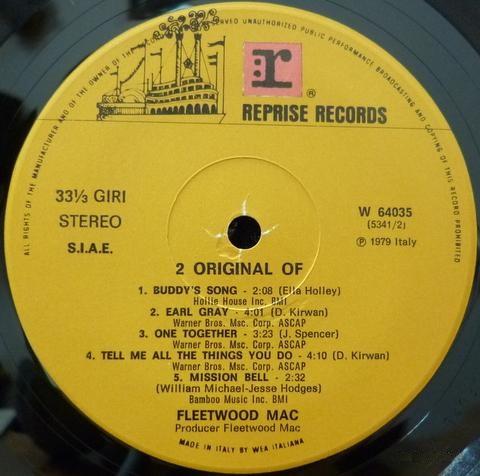 ALL RIGHTS OF THE MANUFACTURER AND OF THE OWNER OF THE RESERVED UNAUTHORIZED PUBLIC PERFORMANCE BROADCASTING AND COPYING OF THIS RECORD PROHIBITED
r
REPRISE RECORDS
33⅓ GIRI
STEREO
S.I.A.E.
W 64035
(5341/2)
Ⓟ 1979 Italy
2 ORIGINAL OF
1. BUDDY'S SONG - 2:08 (Ella Holley)
Hollie House Inc. BMI
2. EARL GRAY - 4:01 (D. Kirwan)
Warner Bros. Msc. Corp. ASCAP
3. ONE TOGETHER - 3:23 (J. Spencer)
Warner Bros. Msc. Corp. ASCAP
4. TELL ME ALL THE THINGS YOU DO - 4:10 (D. Kirwan)
Warner Bros. Msc. Corp. ASCAP
5. MISSION BELL - 2:32
(William Michael-Jesse Hodges)
Bamboo Music Inc. BMI
FLEETWOOD MAC
Producer Fleetwood Mac
MADE IN ITALY BY WEA ITALIANA